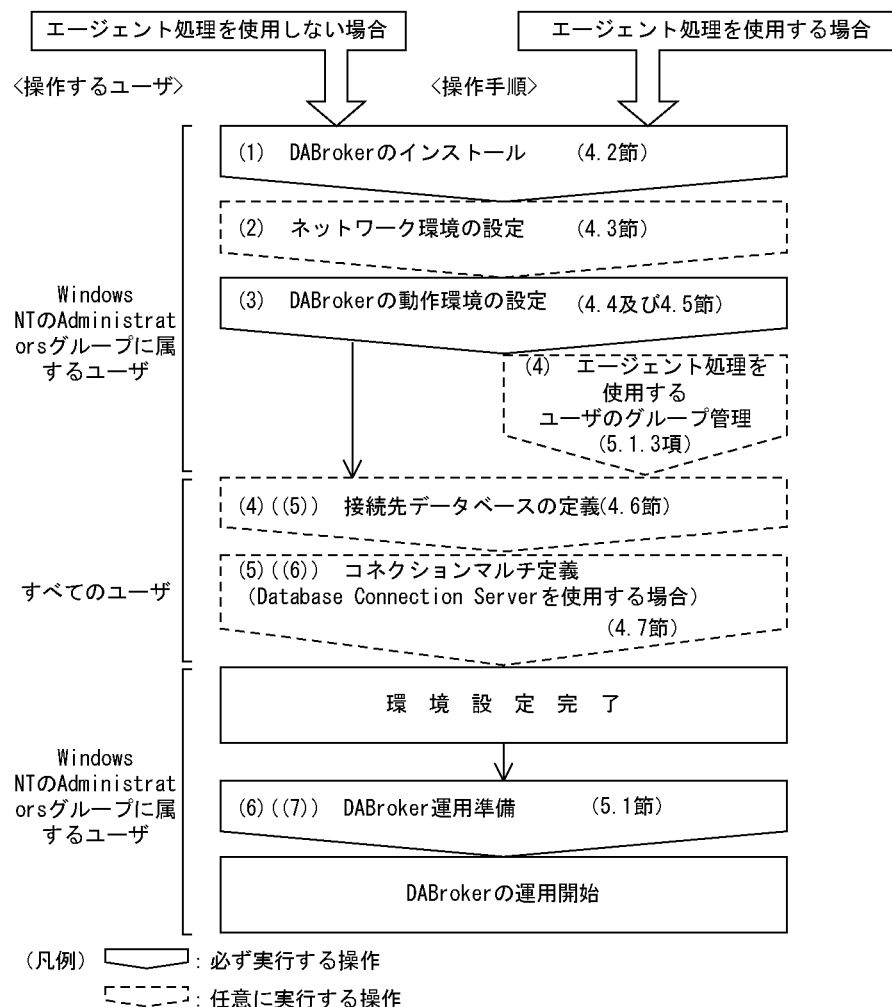 エージェント処理を使用しない場合
エージェント処理を使用する場合
〈操作するユーザ〉
〈操作手順〉
(1) DABrokerのインストール (4.2節)
(2) ネットワーク環境の設定 (4.3節)
(3) DABrokerの動作環境の設定 (4.4及び4.5節)
Windows
NTのAdministrat
orsグループに属
するユーザ
(4) エージェント処理を
使用する
ユーザのグループ管理
(5.1.3項)
(4)((5)) 接続先データベースの定義(4.6節)
(5)((6)) コネクションマルチ定義
(Database Connection Serverを使用する場合)
(4.7節)
すべてのユーザ
環 境 設 定 完 了
Windows
NTのAdministrat
orsグループに属
するユーザ
(6)((7)) DABroker運用準備 (5.1節)
DABrokerの運用開始
(凡例)
：必ず実行する操作
：任意に実行する操作